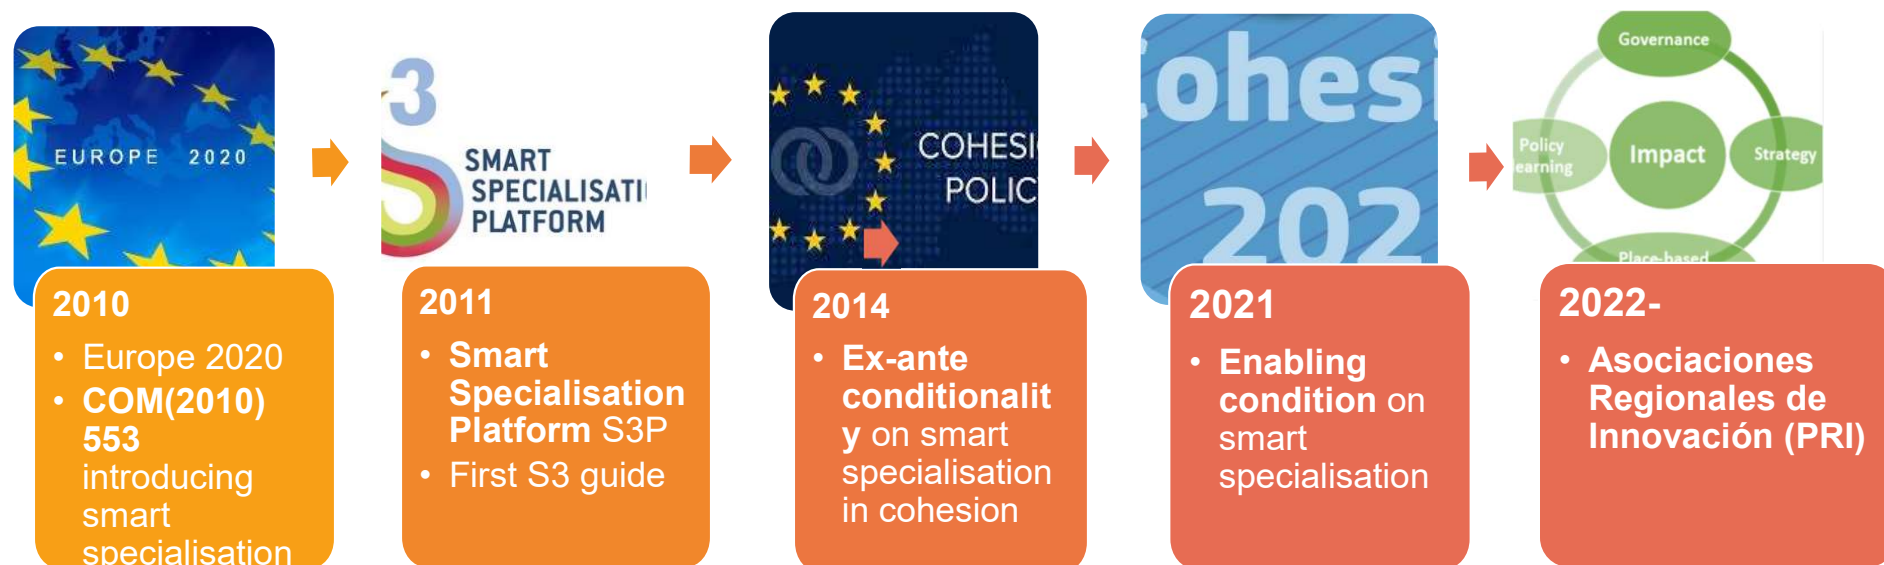 EUROPE 2020
2010
• Europe 2020
• COM(2010)
553
introducing
smart
specialisation
3
SMART
SPECIALISATI
PLATFORM
2011
• Smart
Specialisation
Platform S3P
• First S3 guide
COHESI
POLIC
2014
• Ex-ante
conditionalit
y on smart
specialisation
in cohesion
Cohesi
202
2021
• Enabling
condition on
smart
specialisation
Governance
Policy
learning
Impact
Strategy
Place-based
2022-
• Asociaciones
Regionales de
Innovación (PRI)